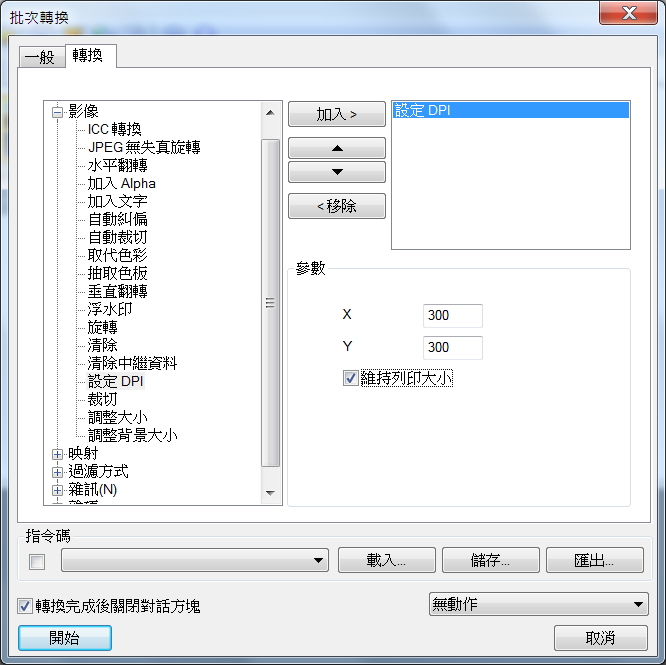 批次轉換
一般
轉換
影像
ICC 轉換
JPEG 無失真旋轉
水平翻轉
加入 Alpha
加入文字
自動糾偏
自動裁切
取代色彩
抽取色板
垂直翻轉
浮水印
旋轉
清除
清除中繼資料
設定 DPI
裁切
調整大小
調整背景大小
映射
過濾方式
雜訊(N)
加入 >
< 移除
設定 DPI
參數
X 300
Y 300
維持列印大小
指令碼
載入...
儲存...
匯出...
轉換完成後關閉對話方塊
無動作
開始
取消